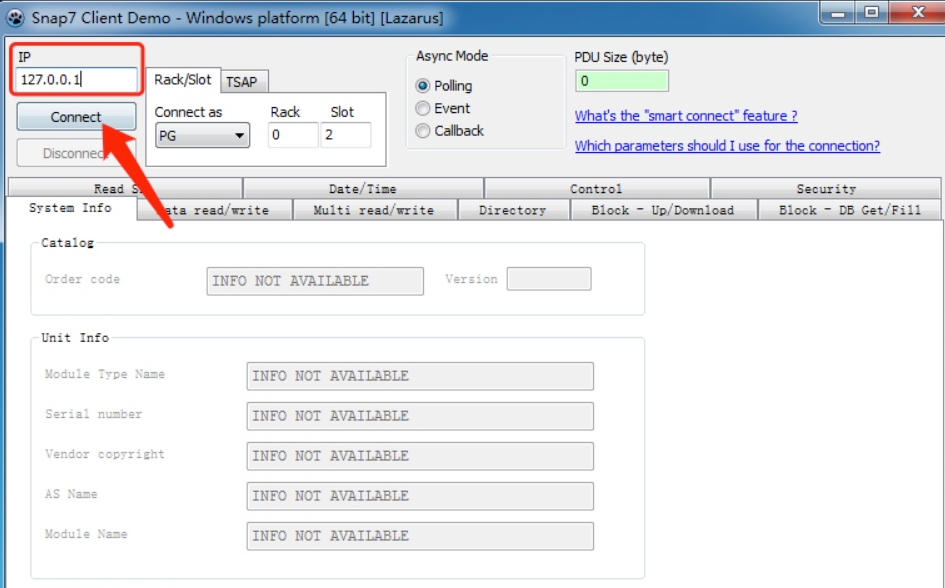 Snap7 Client Demo - Windows platform [64 bit] [Lazarus]
IP
127.0.0.1
Connect
Disconnect
Rack/Slot
TSAP
Connect as
Rack
Slot
PG
0
2
Async Mode
Polling
Event
Callback
PDU Size (byte)
0
What's the "smart connect" feature ?
Which parameters should I use for the connection?
Read
Date/Time
Control
Security
System Info
read/write
Multi read/write
Directory
Block - Up/Download
Block - DB Get/Fill
Catalog
Order code
INFO NOT AVAILABLE
Version
Unit Info
Module Type Name
INFO NOT AVAILABLE
Serial number
INFO NOT AVAILABLE
Vendor copyright
INFO NOT AVAILABLE
AS Name
INFO NOT AVAILABLE
Module Name
INFO NOT AVAILABLE